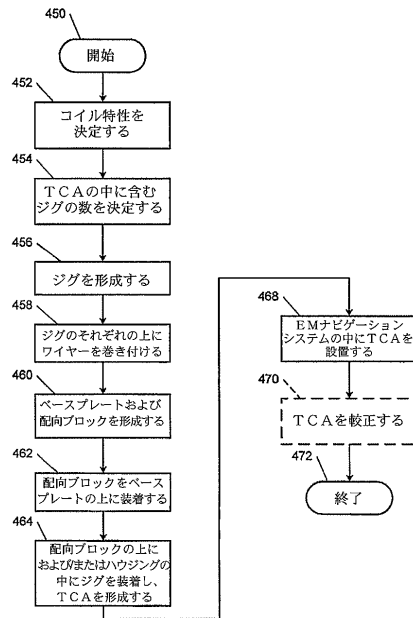 450
開始
452
コイル特性を
決定する
454
TCAの中に含む
ジグの数を決定する
456
ジグを形成する
458
ジグのそれぞれの上に
ワイヤーを巻き付ける
460
ベースプレートおよび
配向ブロックを形成する
462
配向ブロックをベース
プレートの上に装着する
464
配向ブロックの上に
および/またはハウジングの
中にジグを装着し、
TCAを形成する
468
EMナビゲーション
システムの中にTCAを
設置する
470
TCAを較正する
472
終了